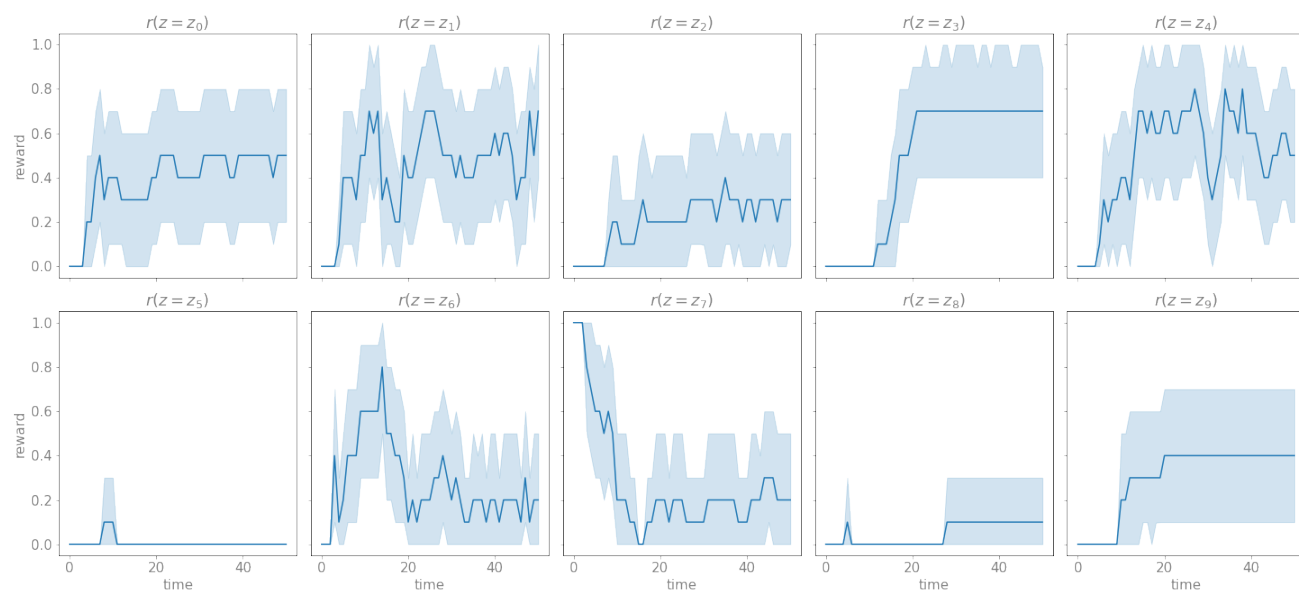 r(z = z₀) r(z = z₁) r(z = z₂) r(z = z₃) r(z = z₄)
1.0
0.8
0.6
0.4
0.2
0.0
reward
r(z = z₅) r(z = z₆) r(z = z₇) r(z = z₈) r(z = z₉)
1.0
0.8
0.6
0.4
0.2
0.0
reward
0 20 40 0 20 40 0 20 40 0 20 40 0 20 40
time time time time time